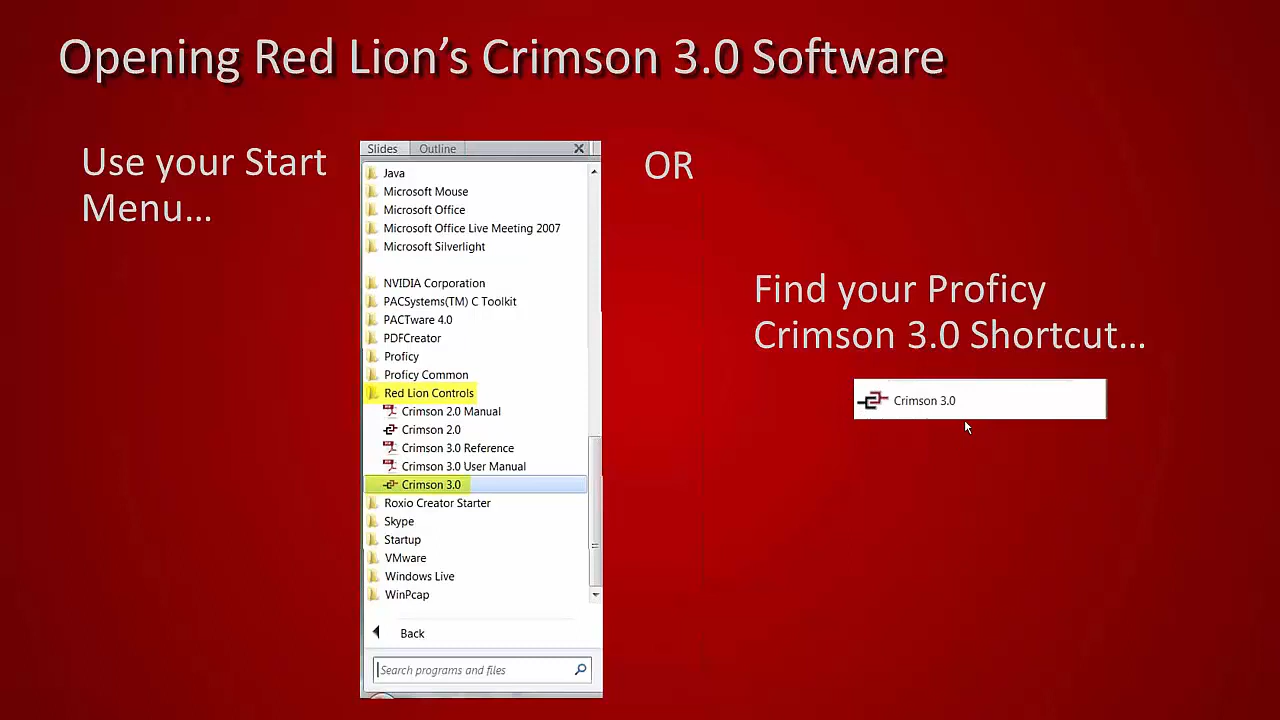 Opening Red Lion’s Crimson 3.0 Software
Use your Start
Menu…
Slides Outline
Java
Microsoft Mouse
Microsoft Office
Microsoft Office Live Meeting 2007
Microsoft Silverlight
NVIDIA Corporation
PACSystems(TM) C Toolkit
PACTware 4.0
PDFCreator
Proficy
Proficy Common
Red Lion Controls
Crimson 2.0 Manual
Crimson 2.0
Crimson 3.0 Reference
Crimson 3.0 User Manual
Crimson 3.0
Roxio Creator Starter
Skype
Startup
VMware
Windows Live
WinPcap
Back
Search programs and files
OR
Find your Proficy
Crimson 3.0 Shortcut…
Crimson 3.0